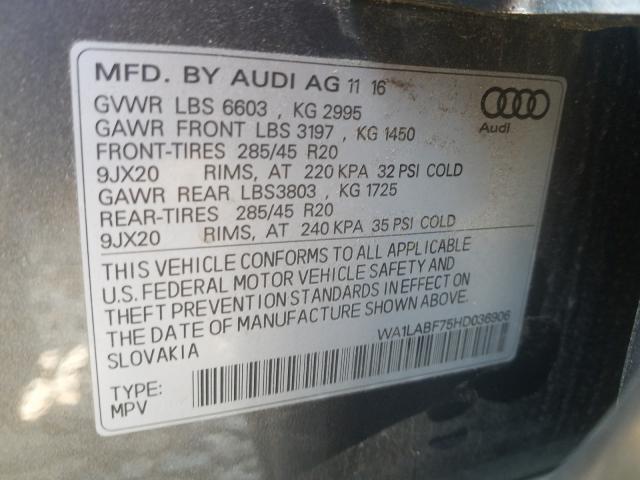 MFD. BY AUDI AG 11 16
GVWR LBS 6603 , KG 2995
GAWR FRONT LBS 3197 , KG 1450
FRONT-TIRES 285/45 R20
9JX20 RIMS, AT 220 KPA 32 PSI COLD
GAWR REAR LBS3803 , KG 1725
REAR-TIRES 285/45 R20
9JX20 RIMS, AT 240 KPA 35 PSI COLD
Audi
THIS VEHICLE CONFORMS TO ALL APPLICABLE
U.S. FEDERAL MOTOR VEHICLE SAFETY AND
THEFT PREVENTION STANDARDS IN EFFECT ON
THE DATE OF MANUFACTURE SHOWN ABOVE.
SLOVAKIA
WA1LABF75HD036906
TYPE:
MPV